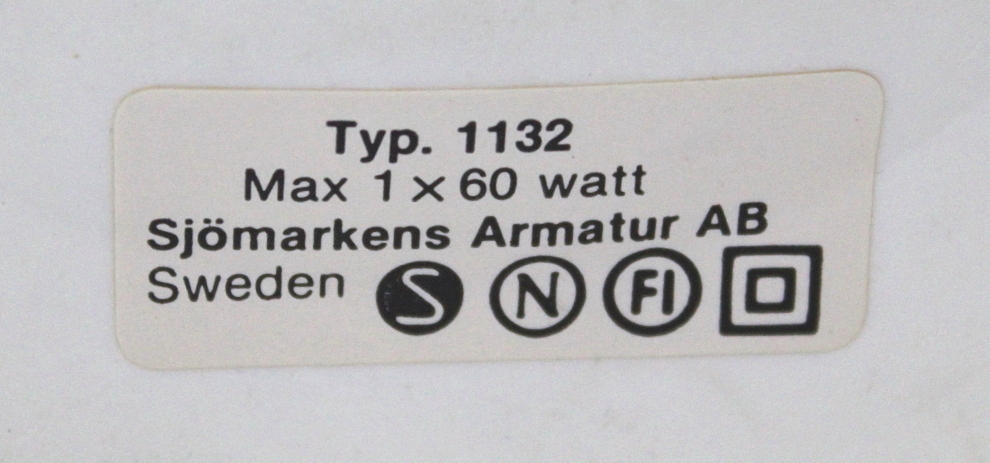 Typ. 1132
Max 1 x 60 watt
Sjömarkens Armatur AB
Sweden S N FI